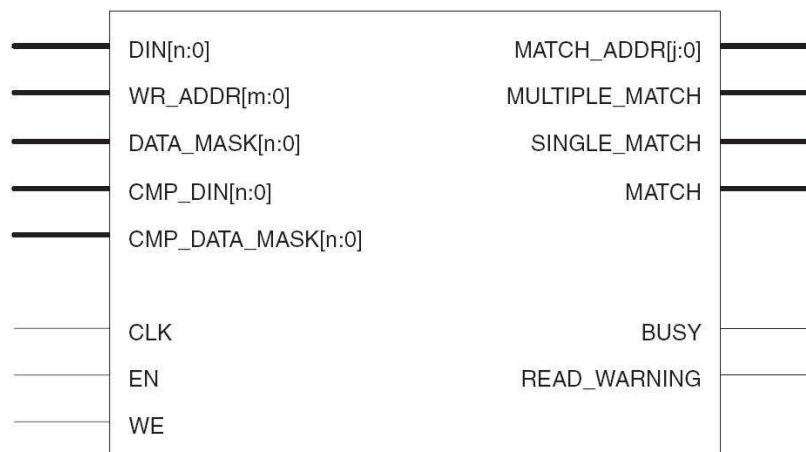 DIN[n:0]
MATCH_ADDR[j:0]
WR_ADDR[m:0]
MULTIPLE_MATCH
DATA_MASK[n:0]
SINGLE_MATCH
CMP_DIN[n:0]
MATCH
CMP_DATA_MASK[n:0]
CLK
BUSY
EN
READ_WARNING
WE